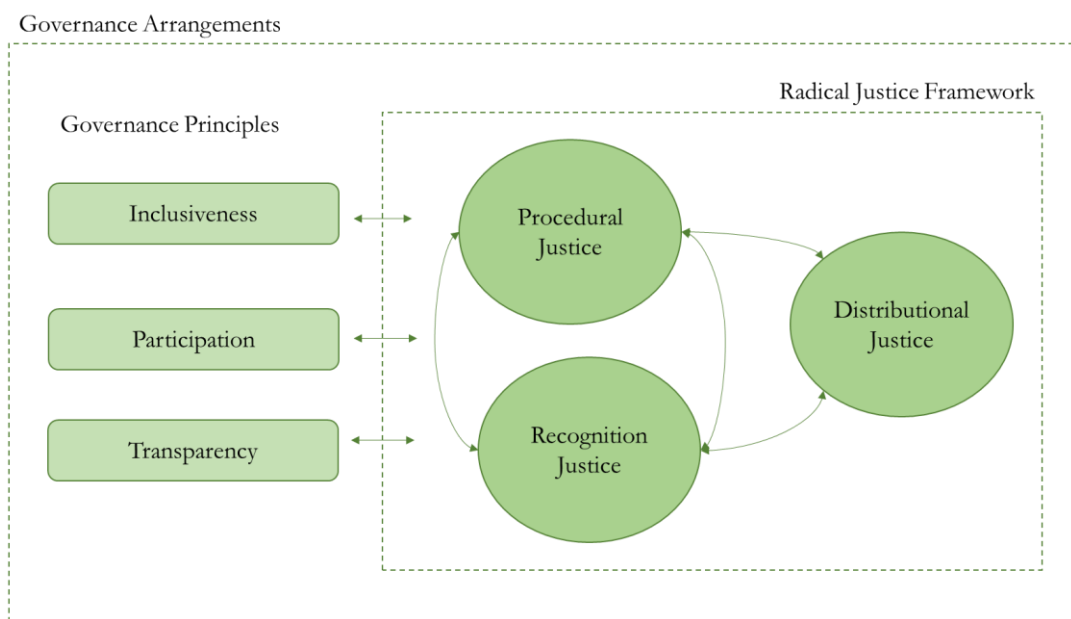 Governance Arrangements
Radical Justice Framework
Governance Principles
Inclusiveness
Participation
Transparency
Procedural
Justice
Recognition
Justice
Distributional
Justice